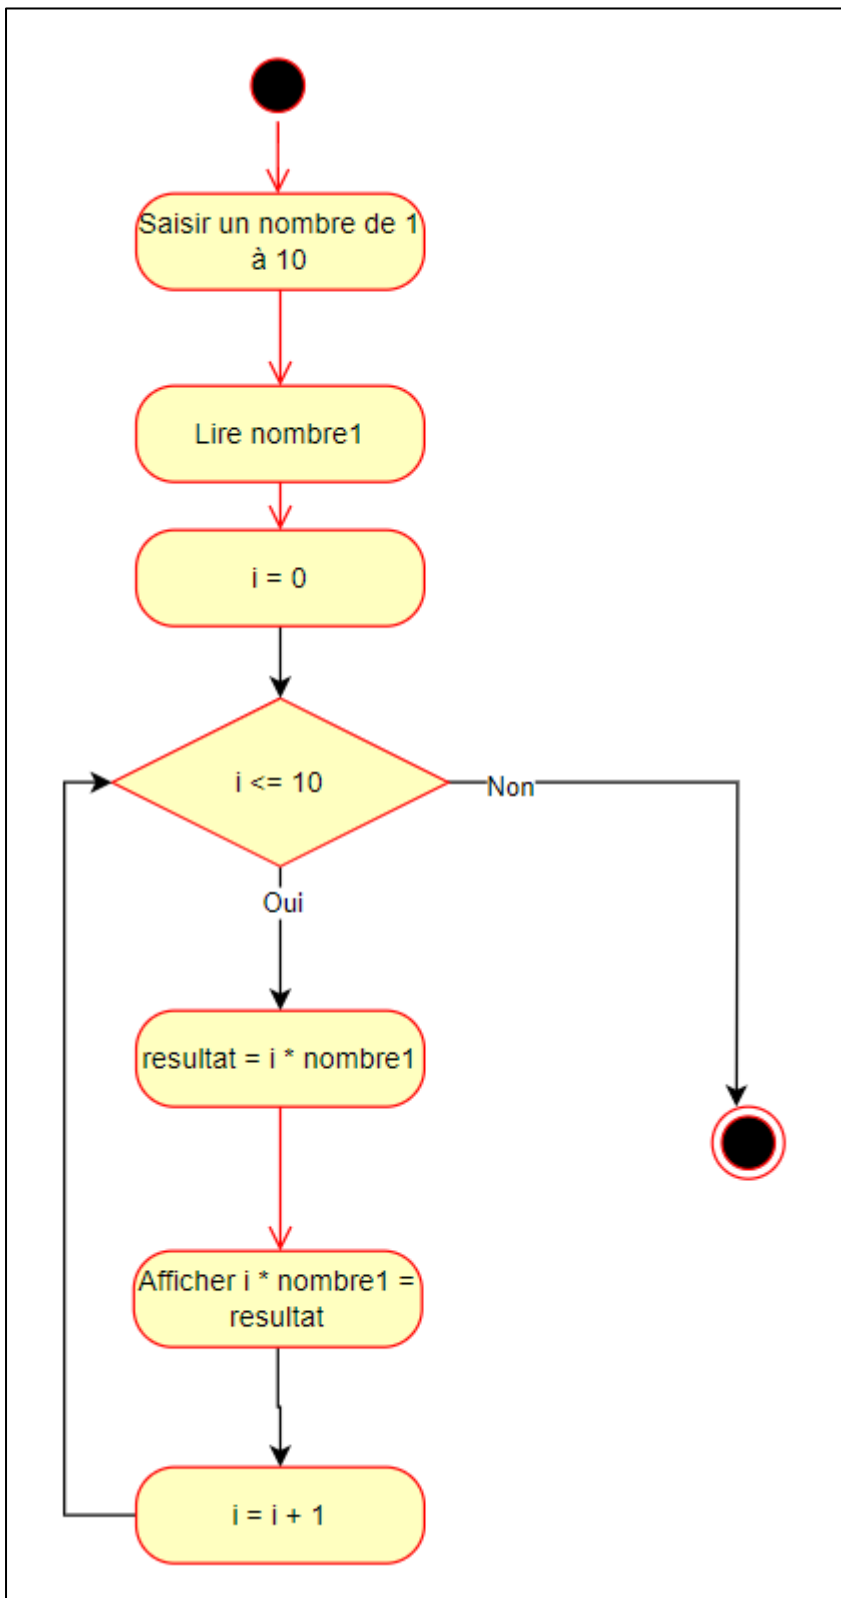 Saisir un nombre de 1
à 10
Lire nombre1
i = 0
i <= 10
Non
Oui
resultat = i * nombre1
Afficher i * nombre1 =
resultat
i = i + 1